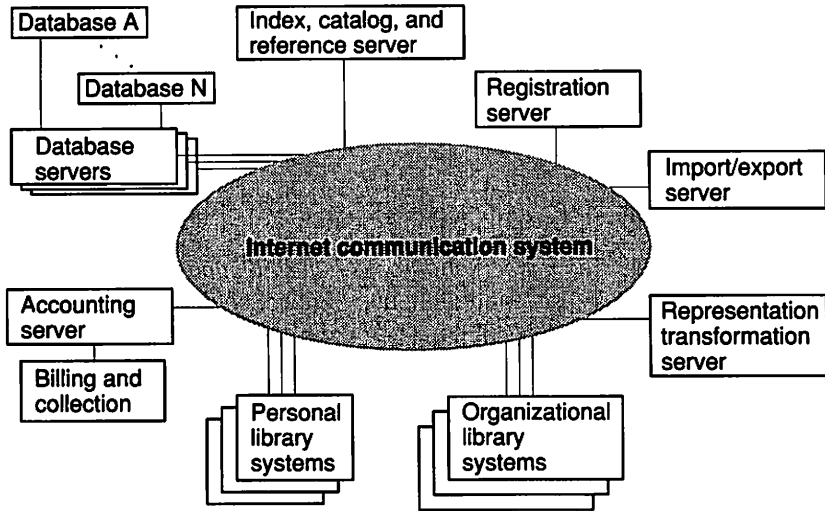 Database A
Index, catalog, and
reference server
Database N
Registration
server
Database
servers
Import/export
server
Internet communication system
Accounting
server
Representation
transformation
server
Billing and
collection
Personal
library
systems
Organizational
library
systems